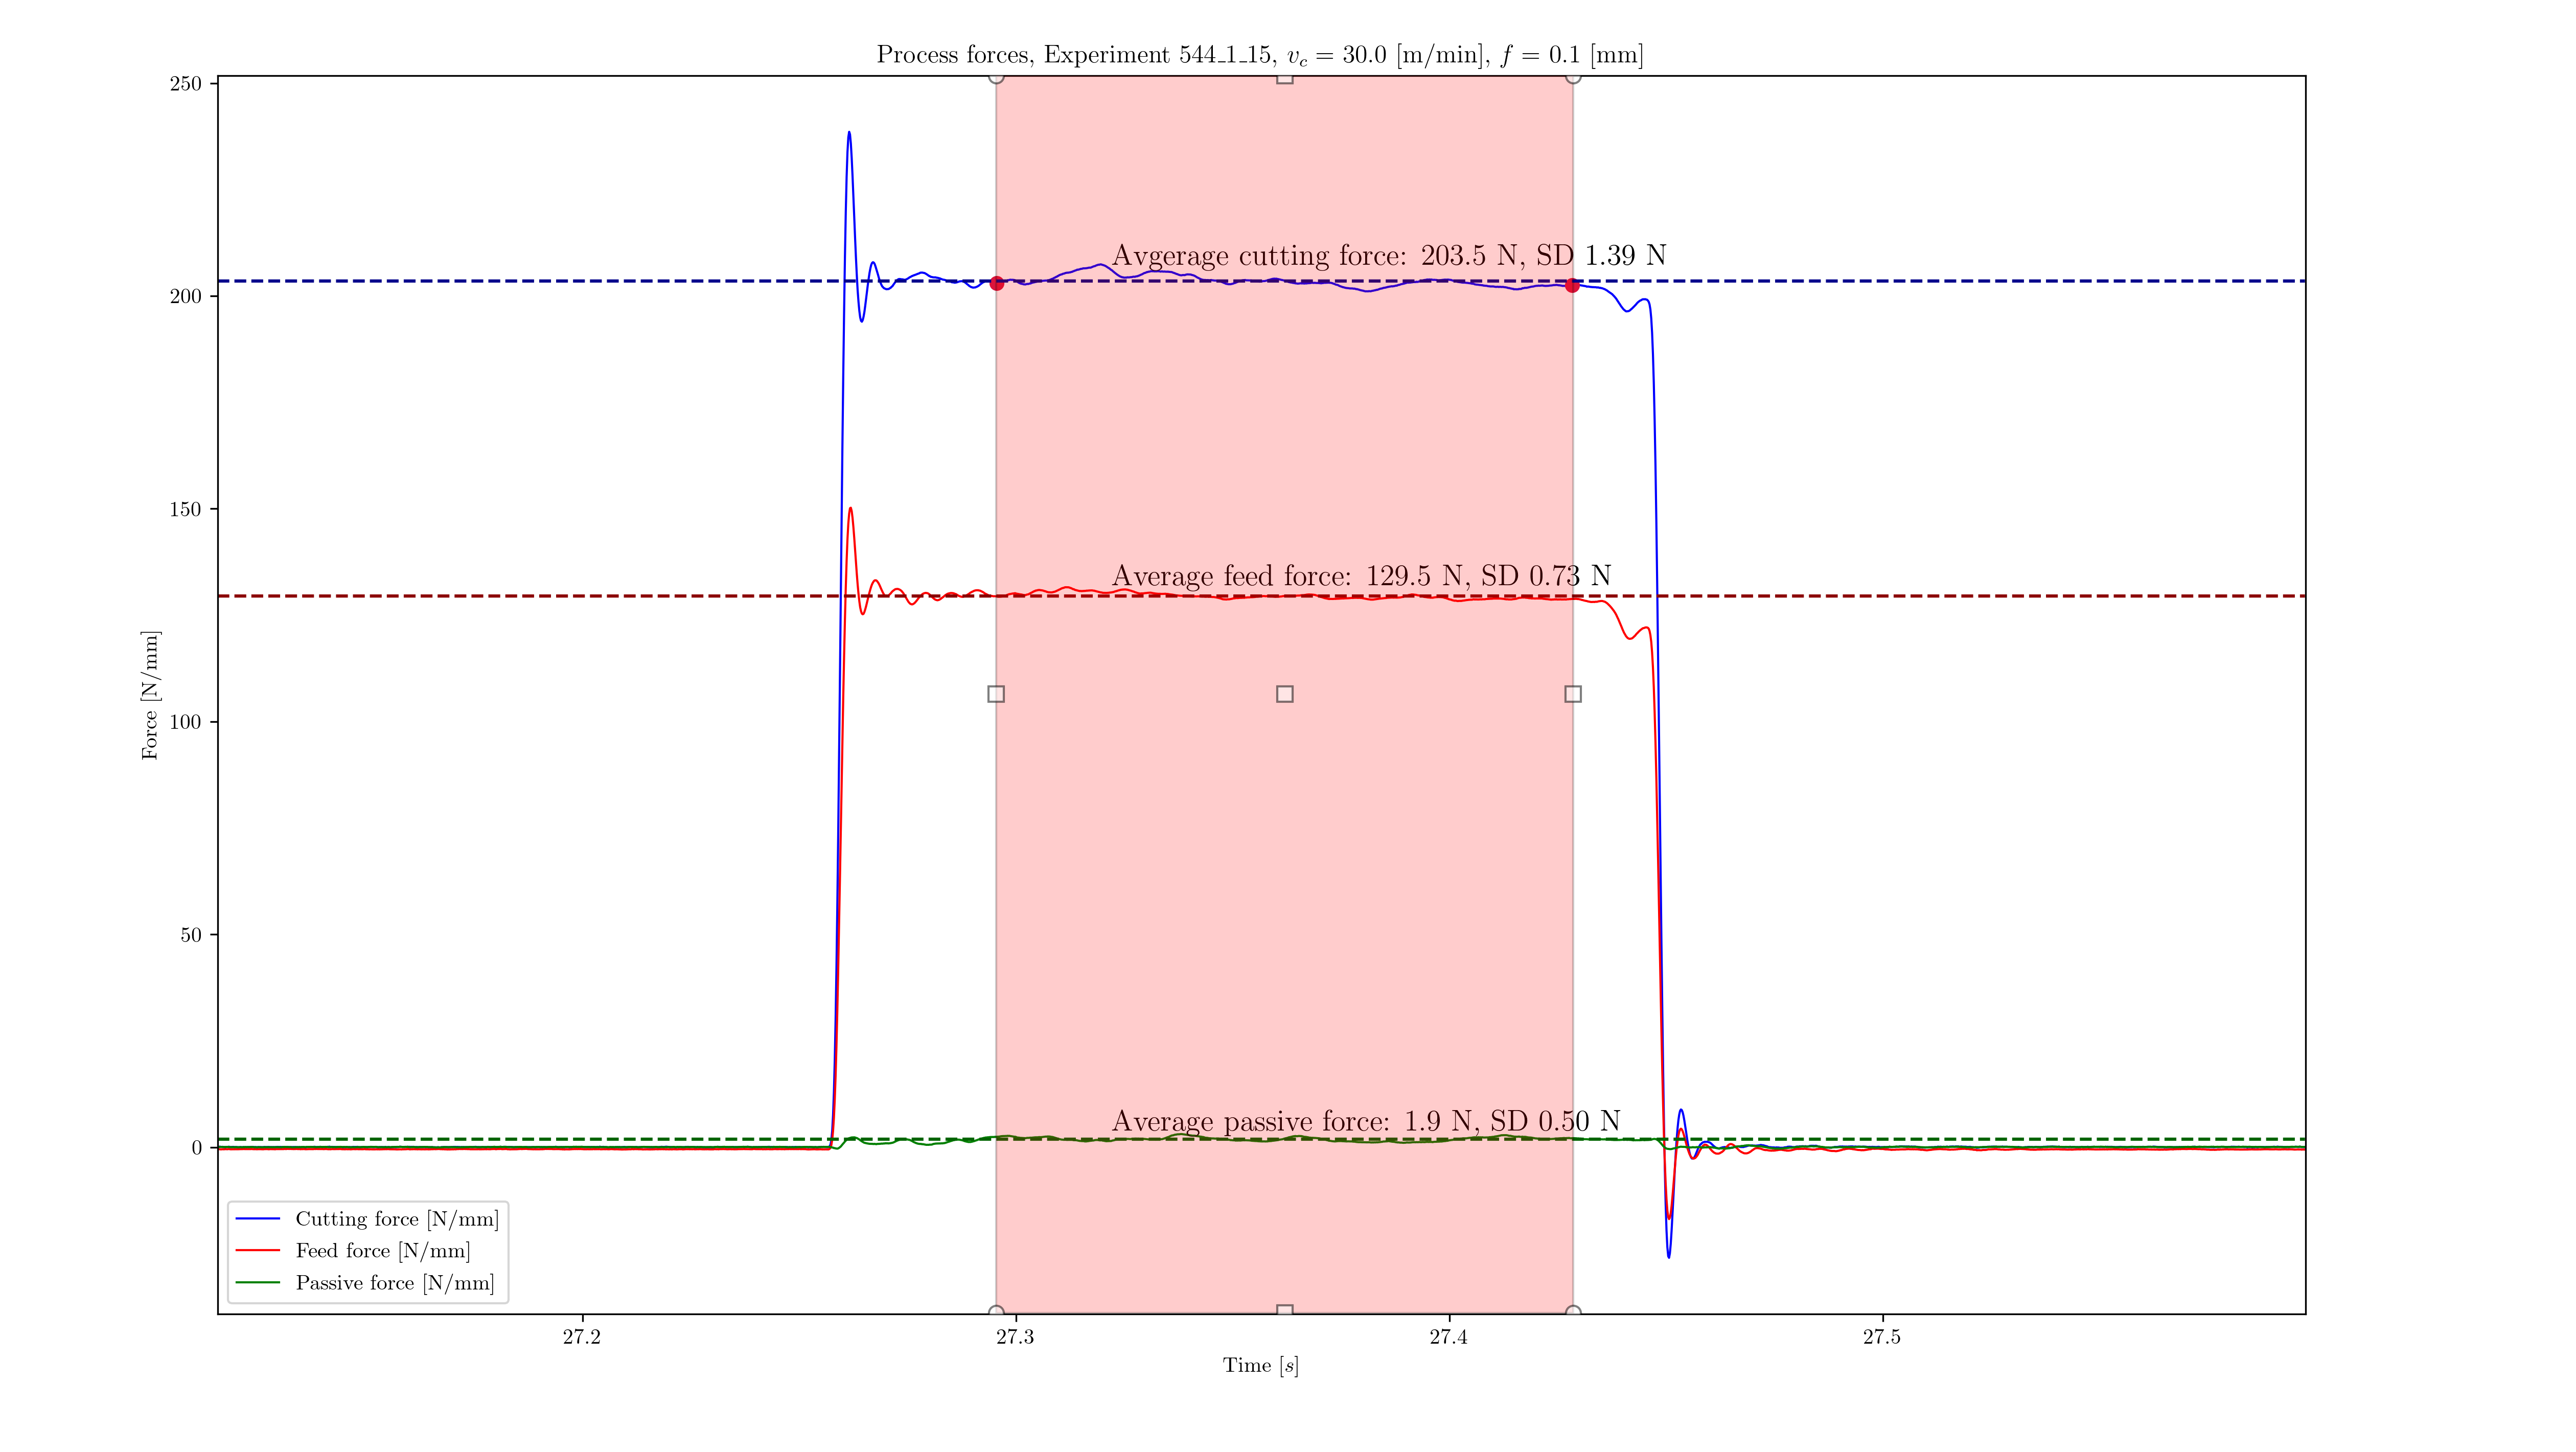 Process forces, Experiment 544_1_15, v_c = 30.0 [m/min], f = 0.1 [mm]
250
200
150
100
50
0
Force [N/mm]
Avgerage cutting force: 203.5 N, SD 1.39 N
Average feed force: 129.5 N, SD 0.73 N
Average passive force: 1.9 N, SD 0.50 N
Cutting force [N/mm]
Feed force [N/mm]
Passive force [N/mm]
27.2 27.3 27.4 27.5
Time [s]